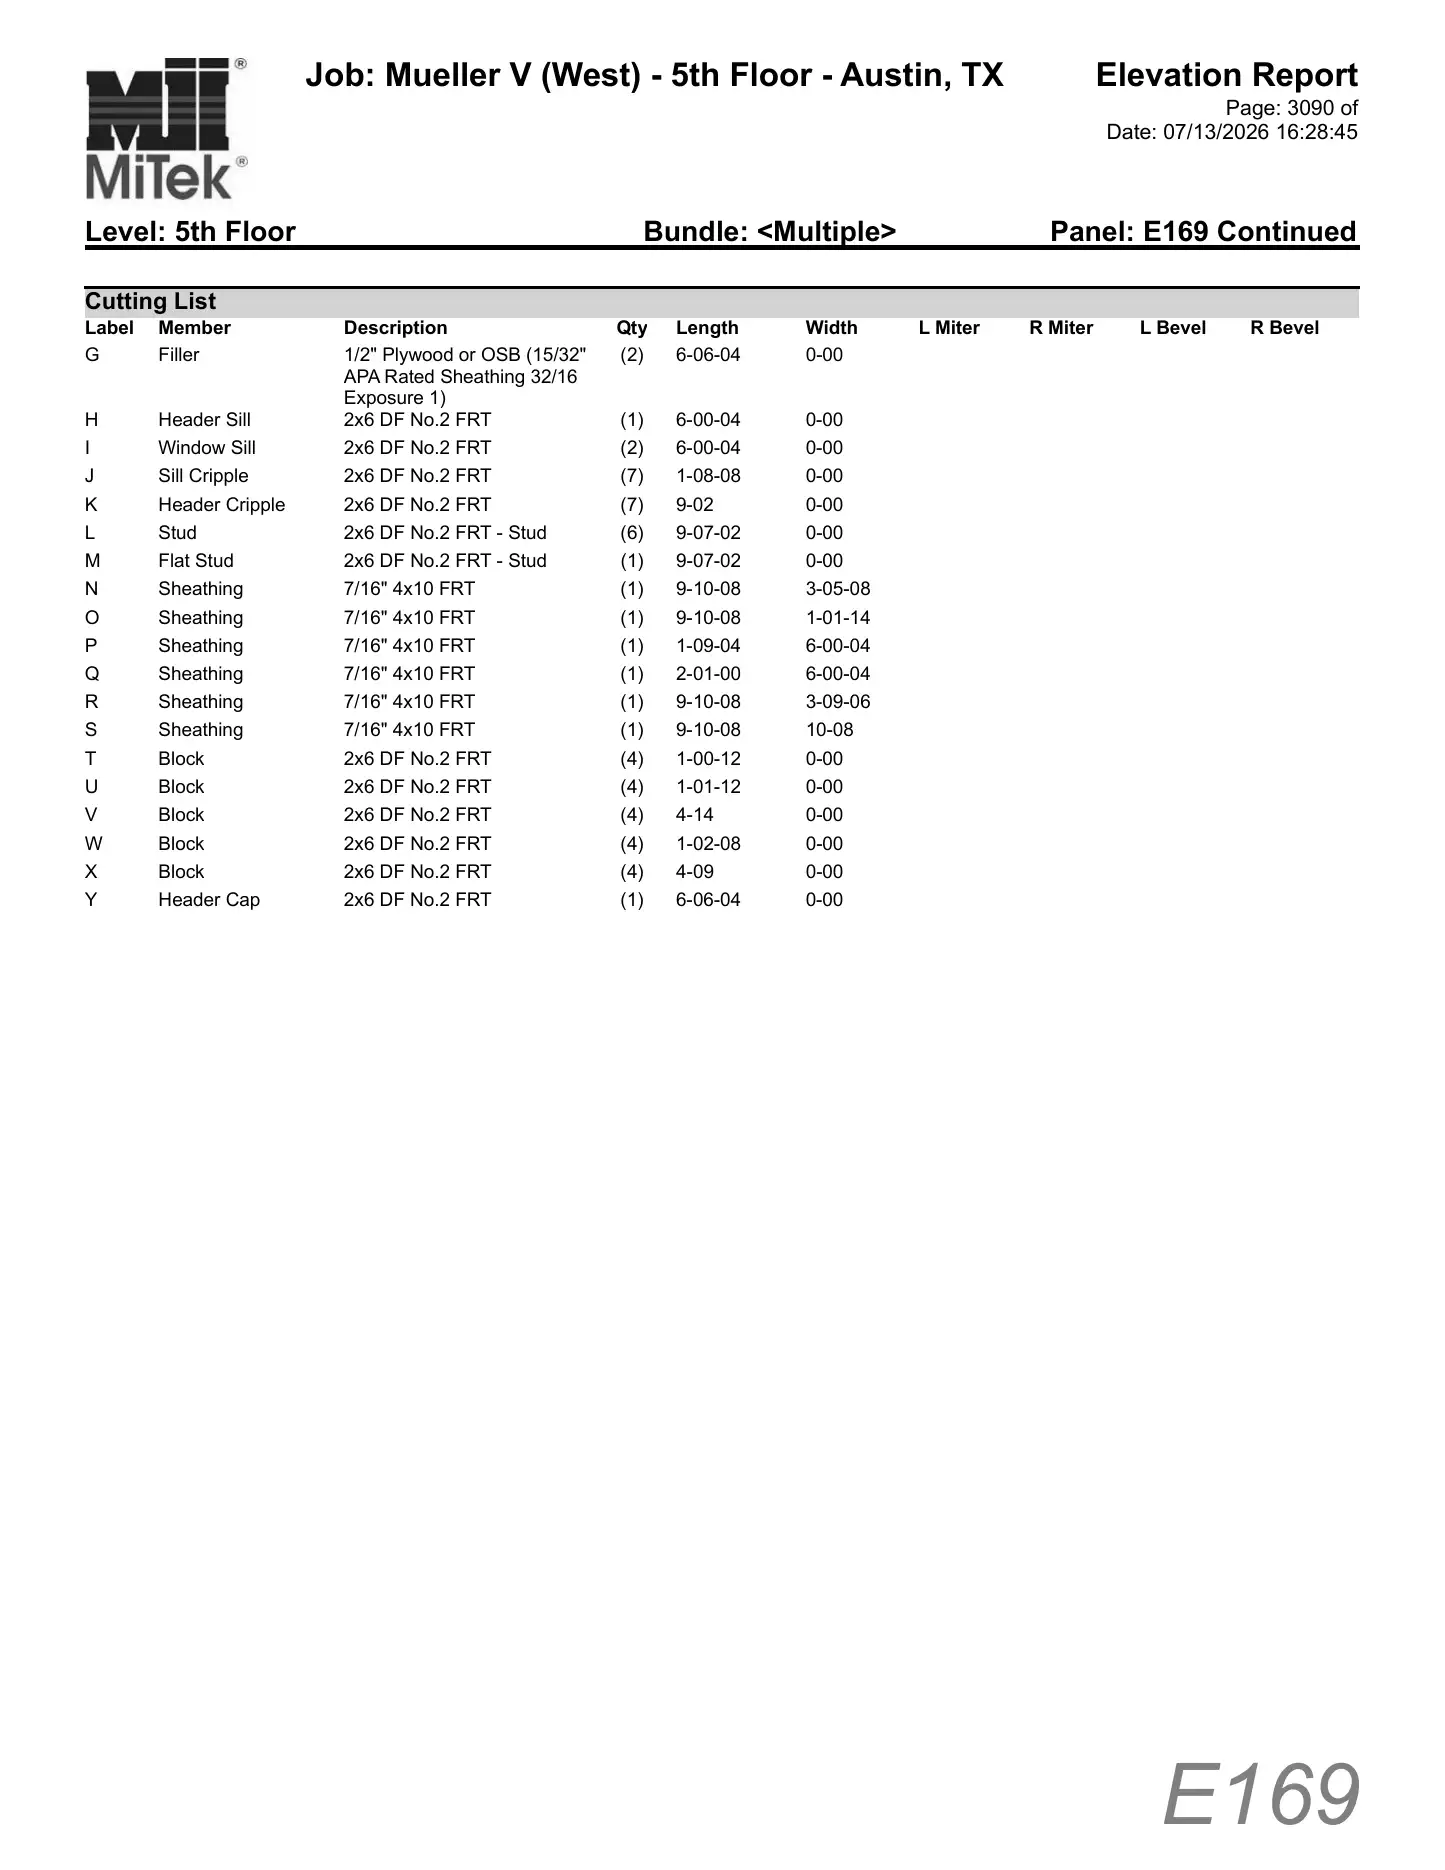 MiTek®
Job: Mueller V (West) - 5th Floor - Austin, TX
Elevation Report
Page: 3090 of
Date: 07/13/2026 16:28:45
Level: 5th Floor Bundle: <Multiple> Panel: E169 Continued
Cutting List
Label Member Description Qty Length Width L Miter R Miter L Bevel R Bevel
G Filler 1/2" Plywood or OSB (15/32" (2) 6-06-04 0-00
APA Rated Sheathing 32/16
Exposure 1)
H Header Sill 2x6 DF No.2 FRT (1) 6-00-04 0-00
I Window Sill 2x6 DF No.2 FRT (2) 6-00-04 0-00
J Sill Cripple 2x6 DF No.2 FRT (7) 1-08-08 0-00
K Header Cripple 2x6 DF No.2 FRT (7) 9-02 0-00
L Stud 2x6 DF No.2 FRT - Stud (6) 9-07-02 0-00
M Flat Stud 2x6 DF No.2 FRT - Stud (1) 9-07-02 0-00
N Sheathing 7/16" 4x10 FRT (1) 9-10-08 3-05-08
O Sheathing 7/16" 4x10 FRT (1) 9-10-08 1-01-14
P Sheathing 7/16" 4x10 FRT (1) 1-09-04 6-00-04
Q Sheathing 7/16" 4x10 FRT (1) 2-01-00 6-00-04
R Sheathing 7/16" 4x10 FRT (1) 9-10-08 3-09-06
S Sheathing 7/16" 4x10 FRT (1) 9-10-08 10-08
T Block 2x6 DF No.2 FRT (4) 1-00-12 0-00
U Block 2x6 DF No.2 FRT (4) 1-01-12 0-00
V Block 2x6 DF No.2 FRT (4) 4-14 0-00
W Block 2x6 DF No.2 FRT (4) 1-02-08 0-00
X Block 2x6 DF No.2 FRT (4) 4-09 0-00
Y Header Cap 2x6 DF No.2 FRT (1) 6-06-04 0-00
E169